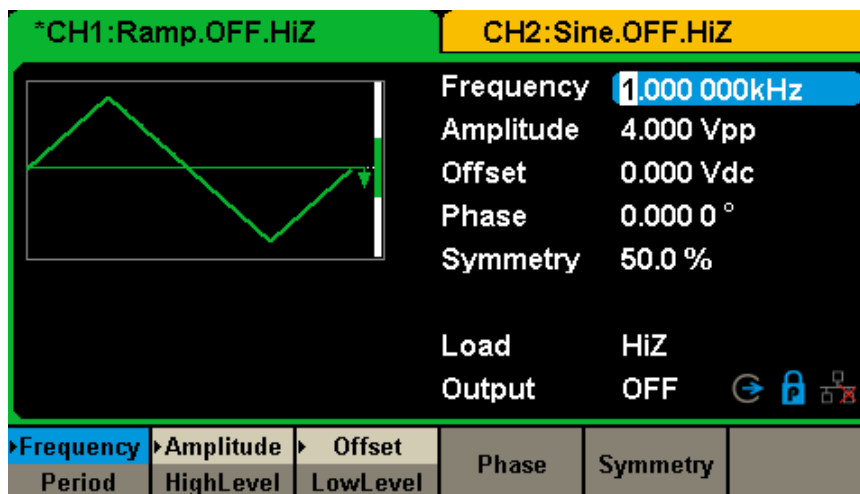 *CH1:Ramp.OFF.HiZ
CH2:Sine.OFF.HiZ
Frequency 1.000 000kHz
Amplitude 4.000 Vpp
Offset 0.000 Vdc
Phase 0.000 0 °
Symmetry 50.0 %
Load HiZ
Output OFF
P
Frequency Amplitude Offset Phase Symmetry
Period HighLevel LowLevel